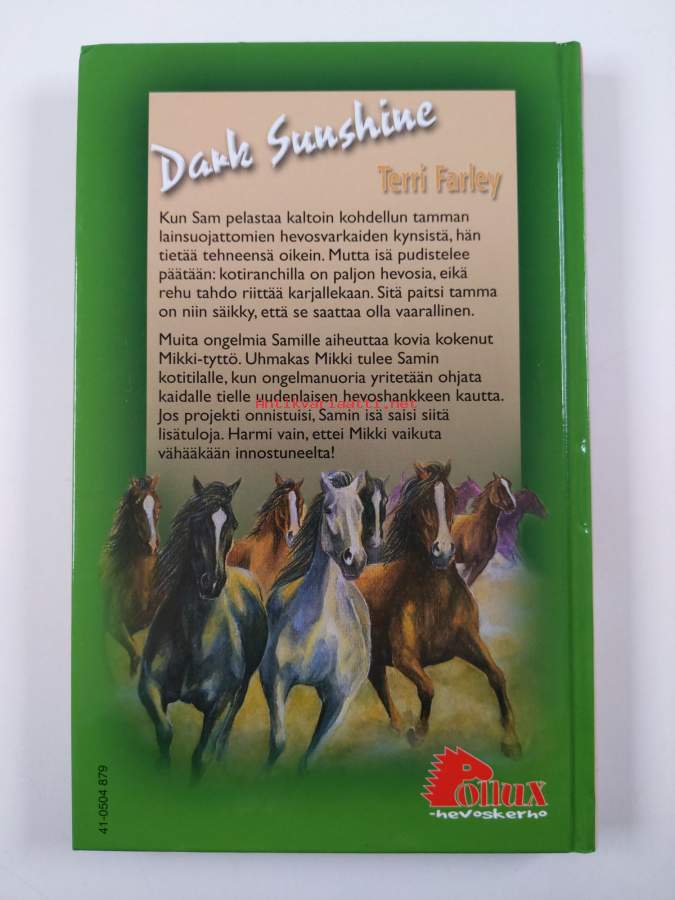 Dark Sunshine
Terri Farley
Kun Sam pelastaa kaltoin kohdellun tamman
lainsuojattomien hevosvarkaiden kynsistä, hän
tietää tehneensä oikein. Mutta isä pudistelee
päätään: kotiranchilla on paljon hevosia, eikä
rehu tahdo riittää karjallekaan. Sitä paitsi tamma
on niin säikky, että se saattaa olla vaarallinen.
Muita ongelmia Samille aiheuttaa kovia kokenut
Mikki-tyttö. Uhmakas Mikki tulee Samin
kotitilalle, kun ongelmanuoria yritetään ohjata
kaidalle tielle uudenlaisen hevoshankkeen kautta.
Antikvariaatti.net
Jos projekti onnistuisi, Samin isä saisi siitä
lisätuloja. Harmi vain, ettei Mikki vaikuta
vähääkään innostuneelta!
Pollux
-hevoskerho
41-0504 879